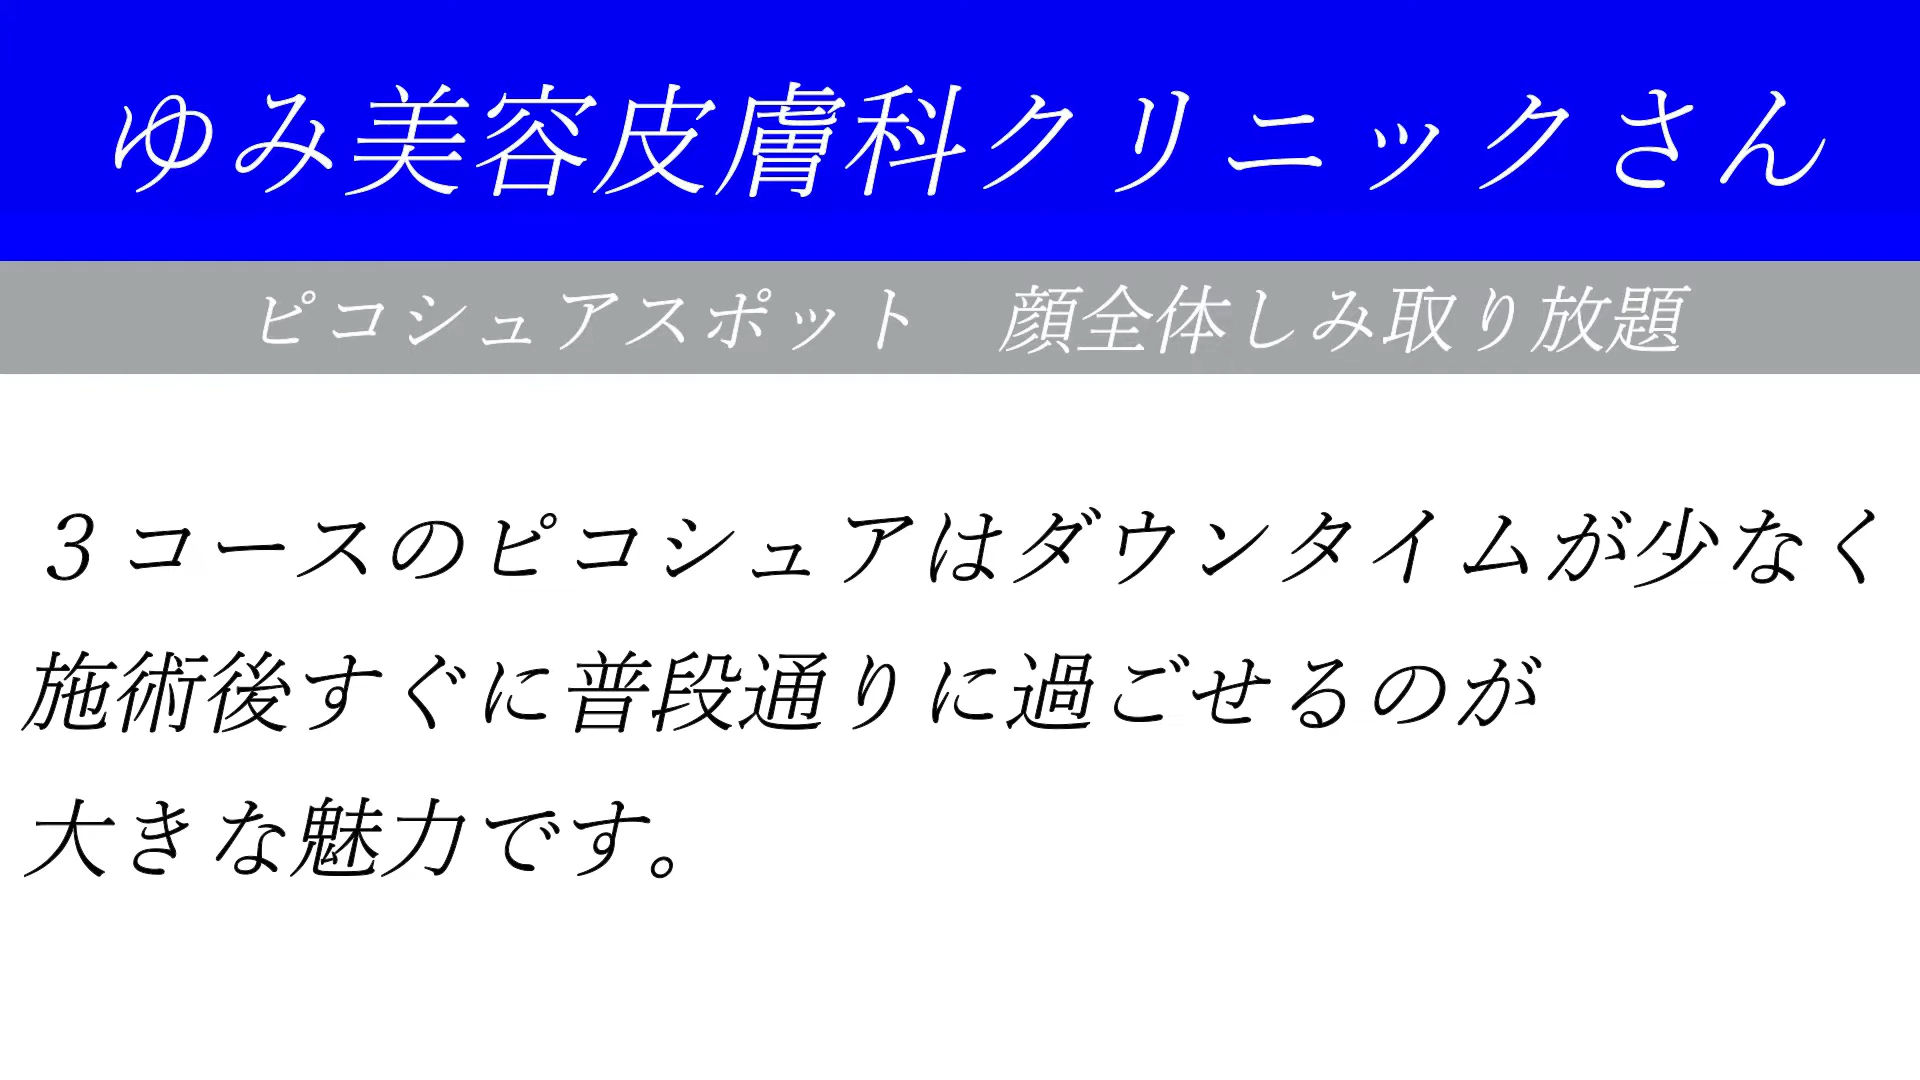 ゆみ美容皮膚科クリニックさん
ピコシュアスポット　顔全体しみ取り放題
３コースのピコシュアはダウンタイムが少なく
施術後すぐに普段通りに過ごせるのが
大きな魅力です。